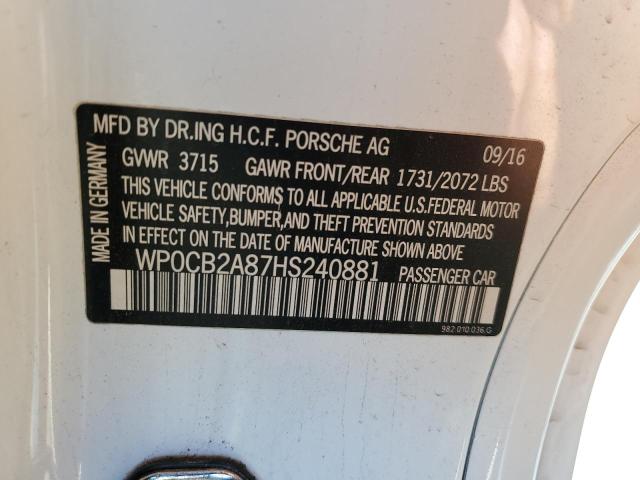 MFD BY DR.ING H.C.F. PORSCHE AG 09/16
GVWR 3715 GAWR FRONT/REAR 1731/2072 LBS
THIS VEHICLE CONFORMS TO ALL APPLICABLE U.S.FEDERAL MOTOR
VEHICLE SAFETY,BUMPER,AND THEFT PREVENTION STANDARDS
IN EFFECT ON THE DATE OF MANUFACTURE SHOWN ABOVE
WP0CB2A87HS240881 PASSENGER CAR
982.010.036.G
MADE IN GERMANY